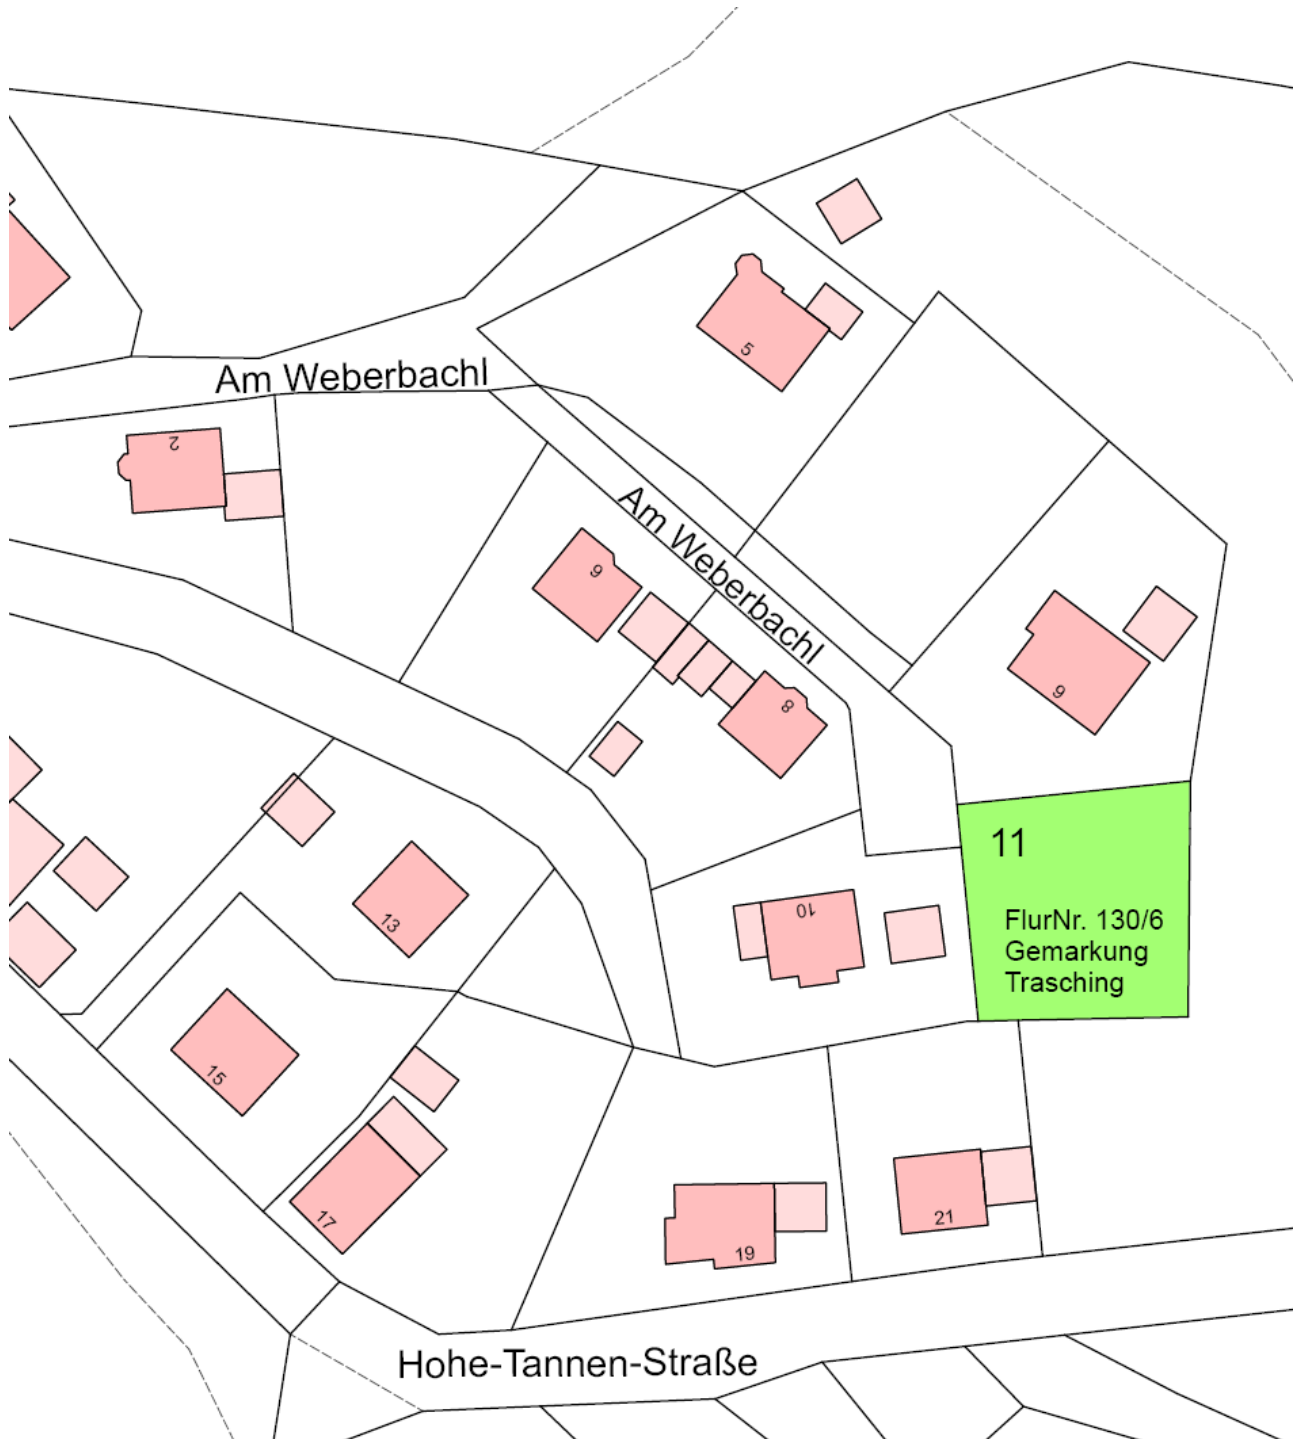 5
Am Weberbachl
2
Am Weberbachl
6
9
8
11
13
10
FlurNr. 130/6
Gemarkung
Trasching
15
17
21
19
Hohe-Tannen-Straße